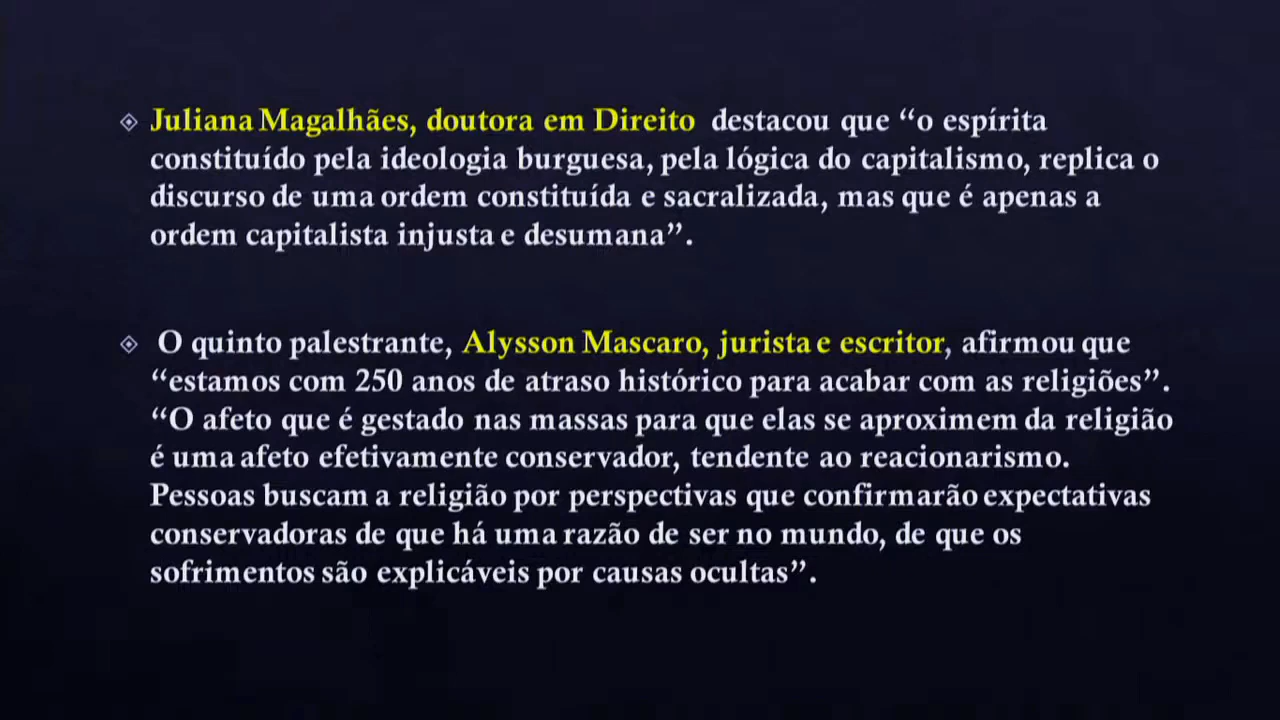 Juliana Magalhães, doutora em Direito destacou que “o espírita
constituído pela ideologia burguesa, pela lógica do capitalismo, replica o
discurso de uma ordem constituída e sacralizada, mas que é apenas a
ordem capitalista injusta e desumana”.
O quinto palestrante, Alysson Mascaro, jurista e escritor, afirmou que
“estamos com 250 anos de atraso histórico para acabar com as religiões”.
“O afeto que é gestado nas massas para que elas se aproximem da religião
é uma afeto efetivamente conservador, tendente ao reacionarismo.
Pessoas buscam a religião por perspectivas que confirmarão expectativas
conservadoras de que há uma razão de ser no mundo, de que os
sofrimentos são explicáveis por causas ocultas”.